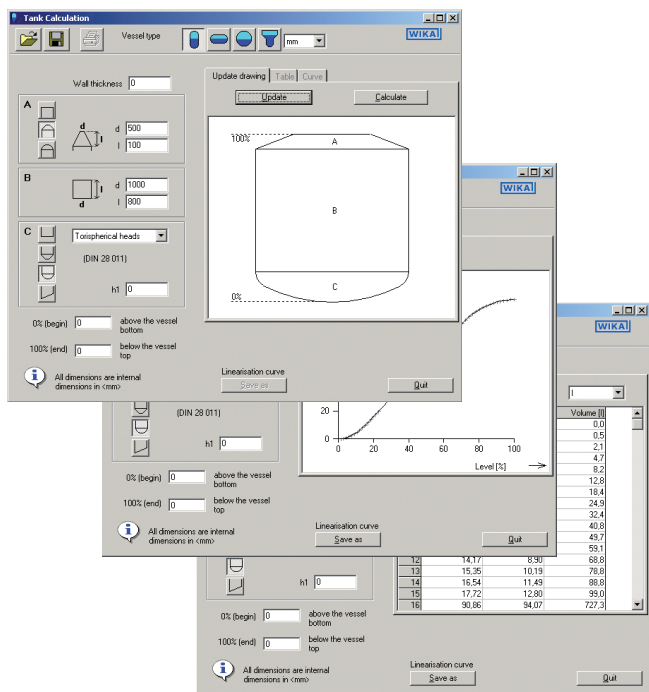 Tank Calculation
Vessel type
mm
WIKA
Wall thickness 0
Update drawing Table Curve
Update Calculate
A
d
l
d 500
l 100
B
l
d
d 1000
l 800
C
Torispherical heads
(DIN 28 011)
h1 0
0% (begin) 0 above the vessel
bottom
100% (end) 0 below the vessel
top
All dimensions are internal
dimensions in <mm>
Linearisation curve
Save as
Quit
100%
A
B
C
0%
WIKA
20
0
0 20 40 60 80 100
Level [%]
(DIN 28 011)
h1 0
0% (begin) 0 above the vessel
bottom
100% (end) 0 below the vessel
top
All dimensions are internal
dimensions in <mm>
Linearisation curve
Save as
Quit
WIKA
l
Volume [l]
0,0
0,5
2,1
4,7
8,2
12,8
18,4
24,9
32,4
40,8
49,7
59,1
12 14,17 8,90 68,8
13 15,35 10,19 78,8
14 16,54 11,49 88,8
15 17,72 12,80 99,0
16 90,86 94,07 727,3
h1 0
0% (begin) 0 above the vessel
bottom
100% (end) 0 below the vessel
top
All dimensions are internal
dimensions in <mm>
Linearisation curve
Save as
Quit